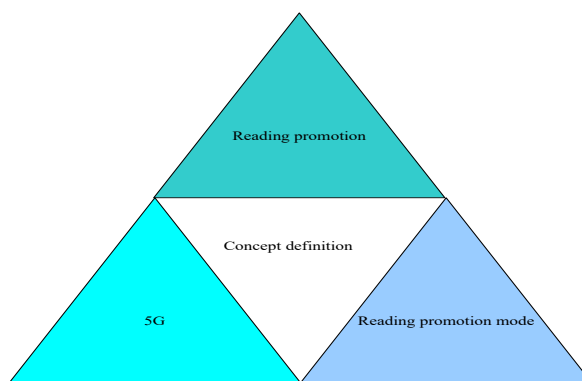 Reading promotion
Concept definition
5G
Reading promotion mode